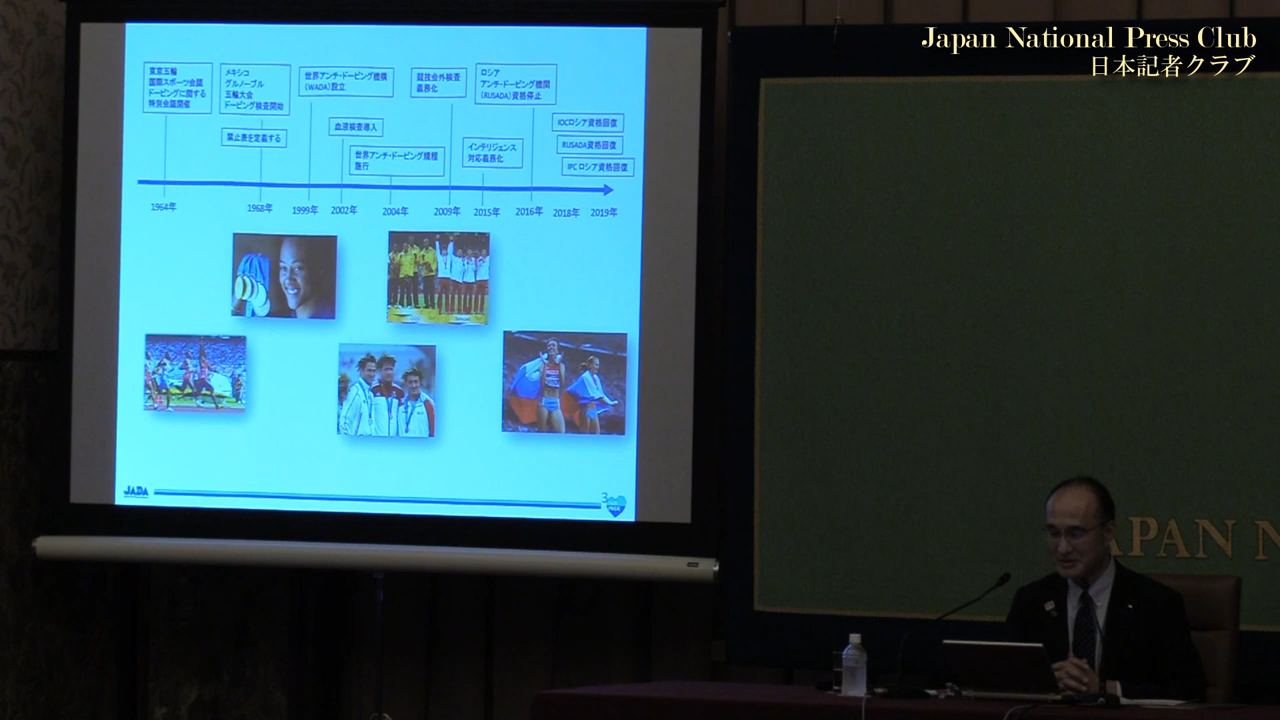 Japan National Press Club
日本記者クラブ
東京五輪
国際スポーツ会議
ドーピングに関する
特別会議開催
メキシコ
グルノーブル
五輪大会
ドーピング検査開始
禁止表を定義する
世界アンチ・ドーピング機構
(WADA)設立
血液検査導入
世界アンチ・ドーピング規程
施行
競技会外検査
義務化
インテリジェンス
対応義務化
ロシア
アンチ・ドーピング機関
(RUSADA)資格停止
IOCロシア資格回復
RUSADA資格回復
IPC ロシア資格回復
1964年
1968年
1999年
2002年
2004年
2009年
2015年
2016年
2018年
2019年
JADA
3
APAN N